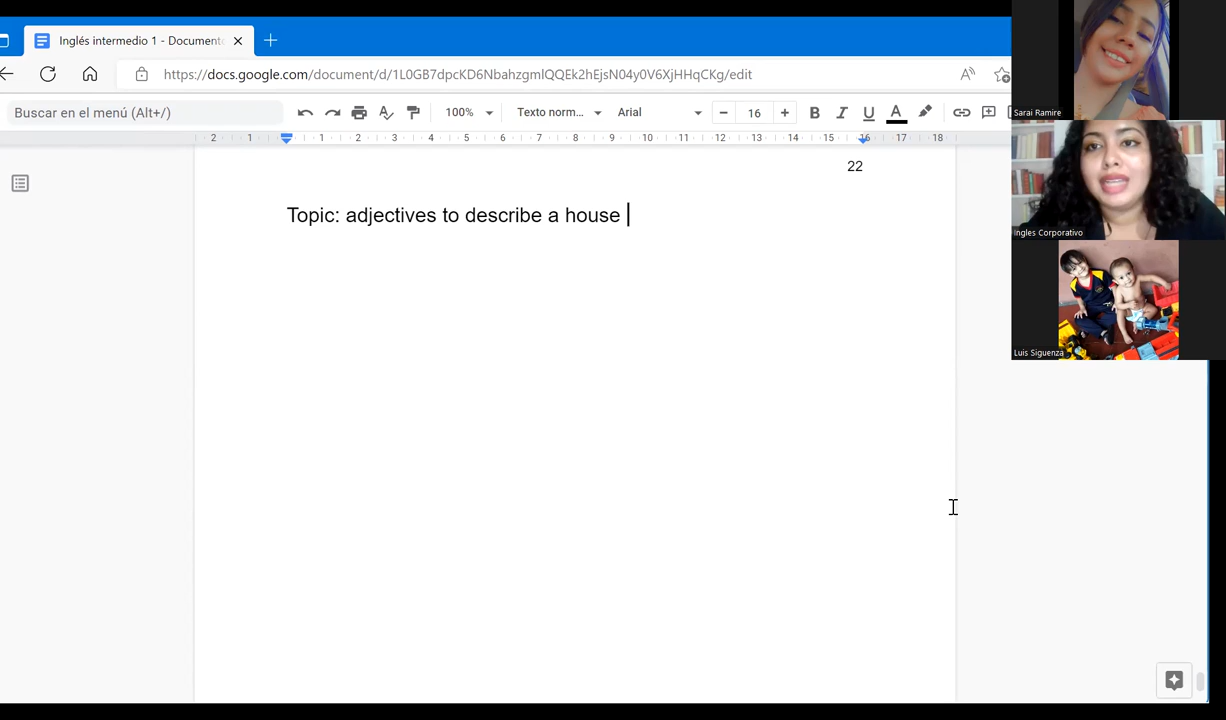 Inglés intermedio 1 - Document
https://docs.google.com/document/d/1L0GB7dpcKD6NbahzgmlQQEk2hEjsN04y0V6XjHHqCKg/edit
Buscar en el menú (Alt+/)
100%
Texto norm...
Arial
16
B I U A
2 1 1 2 3 4 5 6 7 8 9 10 11 12 13 14 15 16 17 18
22
Topic: adjectives to describe a house
Sarai Ramire
Ingles Corporativo
Luis Siguenza